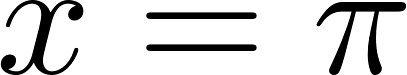 x = π